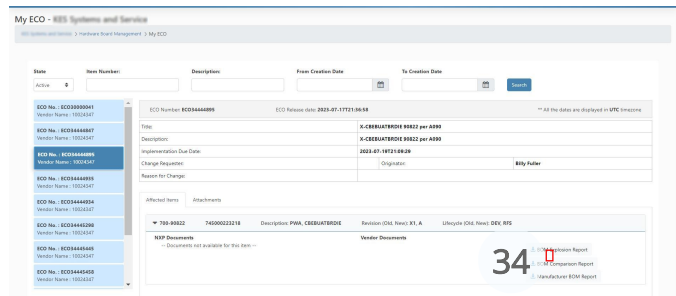 My ECO -
> Hardware Board Management > My ECO
State Item Number: Description: From Creation Date To Creation Date
Active Search
ECO No. : ECO30000041
Vendor Name : 10024347
ECO No. : ECO34444847
Vendor Name : 10024347
ECO No. : ECO34444895
Vendor Name : 10024347
ECO No. : ECO34444935
Vendor Name : 10024347
ECO No. : ECO34444934
Vendor Name : 10024347
ECO No. : ECO34445298
Vendor Name : 10024347
ECO No. : ECO34445445
Vendor Name : 10024347
ECO No. : ECO34445458
Vendor Name : 10024347
ECO Number: ECO34444895 ECO Release date: 2023-07-17T21:36:58 ** All the dates are displayed in UTC timezone
Title: X-CBEBUATBRDIE 90822 per A090
Description: X-CBEBUATBRDIE 90822 per A090
Implementation Due Date: 2023-07-19T21:09:29
Change Requester: Originator: Billy Fuller
Reason for Change:
Affected Items Attachments
700-90822 745000223218 Description: PWA, CBEBUATBRDIE Revision (Old, New): X1, A Lifecycle (Old, New): DEV, RFS
NXP Documents Vendor Documents
-- Documents not available for this item --
34
BOM Explosion Report
BOM Comparison Report
Manufacturer BOM Report